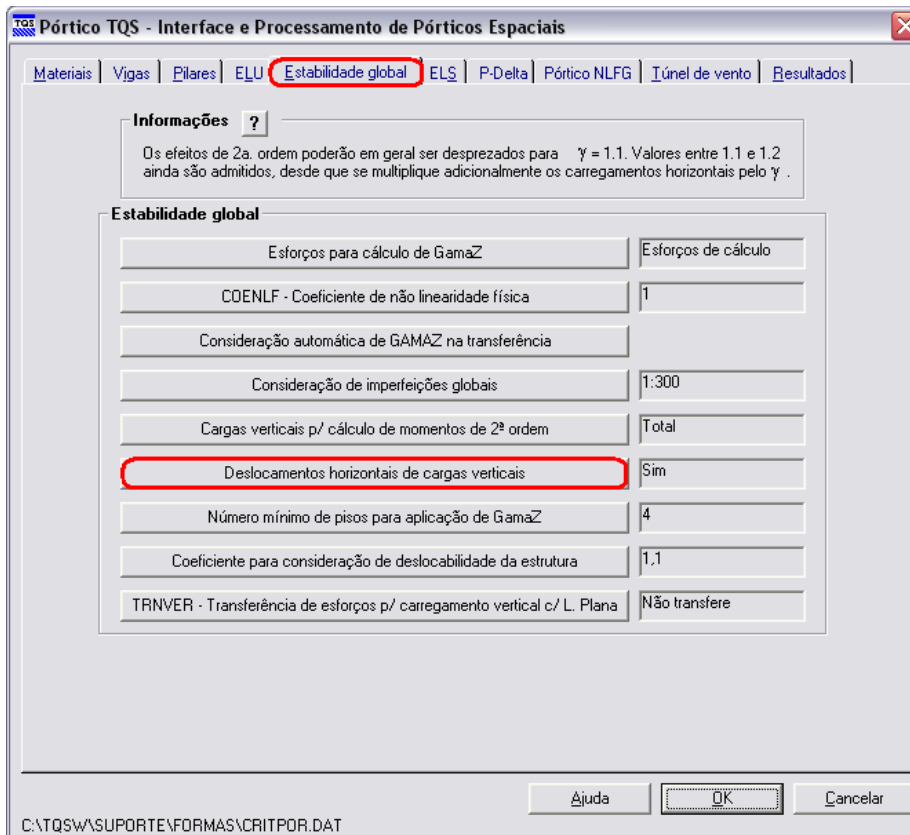 TQS Pórtico TQS - Interface e Processamento de Pórticos Espaciais
Materiais Vigas Pilares ELU Estabilidade global ELS P-Delta Pórtico NLFG Túnel de vento Resultados
Informações ?
Os efeitos de 2a. ordem poderão em geral ser desprezados para γ = 1.1. Valores entre 1.1 e 1.2
ainda são admitidos, desde que se multiplique adicionalmente os carregamentos horizontais pelo γ .
Estabilidade global
Esforços para cálculo de GamaZ Esforços de cálculo
COENLF - Coeficiente de não linearidade física 1
Consideração automática de GAMAZ na transferência
Consideração de imperfeições globais 1:300
Cargas verticais p/ cálculo de momentos de 2ª ordem Total
Deslocamentos horizontais de cargas verticais Sim
Número mínimo de pisos para aplicação de GamaZ 4
Coeficiente para consideração de deslocabilidade da estrutura 1,1
TRNVER - Transferência de esforços p/ carregamento vertical c/ L. Plana Não transfere
Ajuda OK Cancelar
C:\TQSW\SUPORTE\FORMAS\CRITPOR.DAT